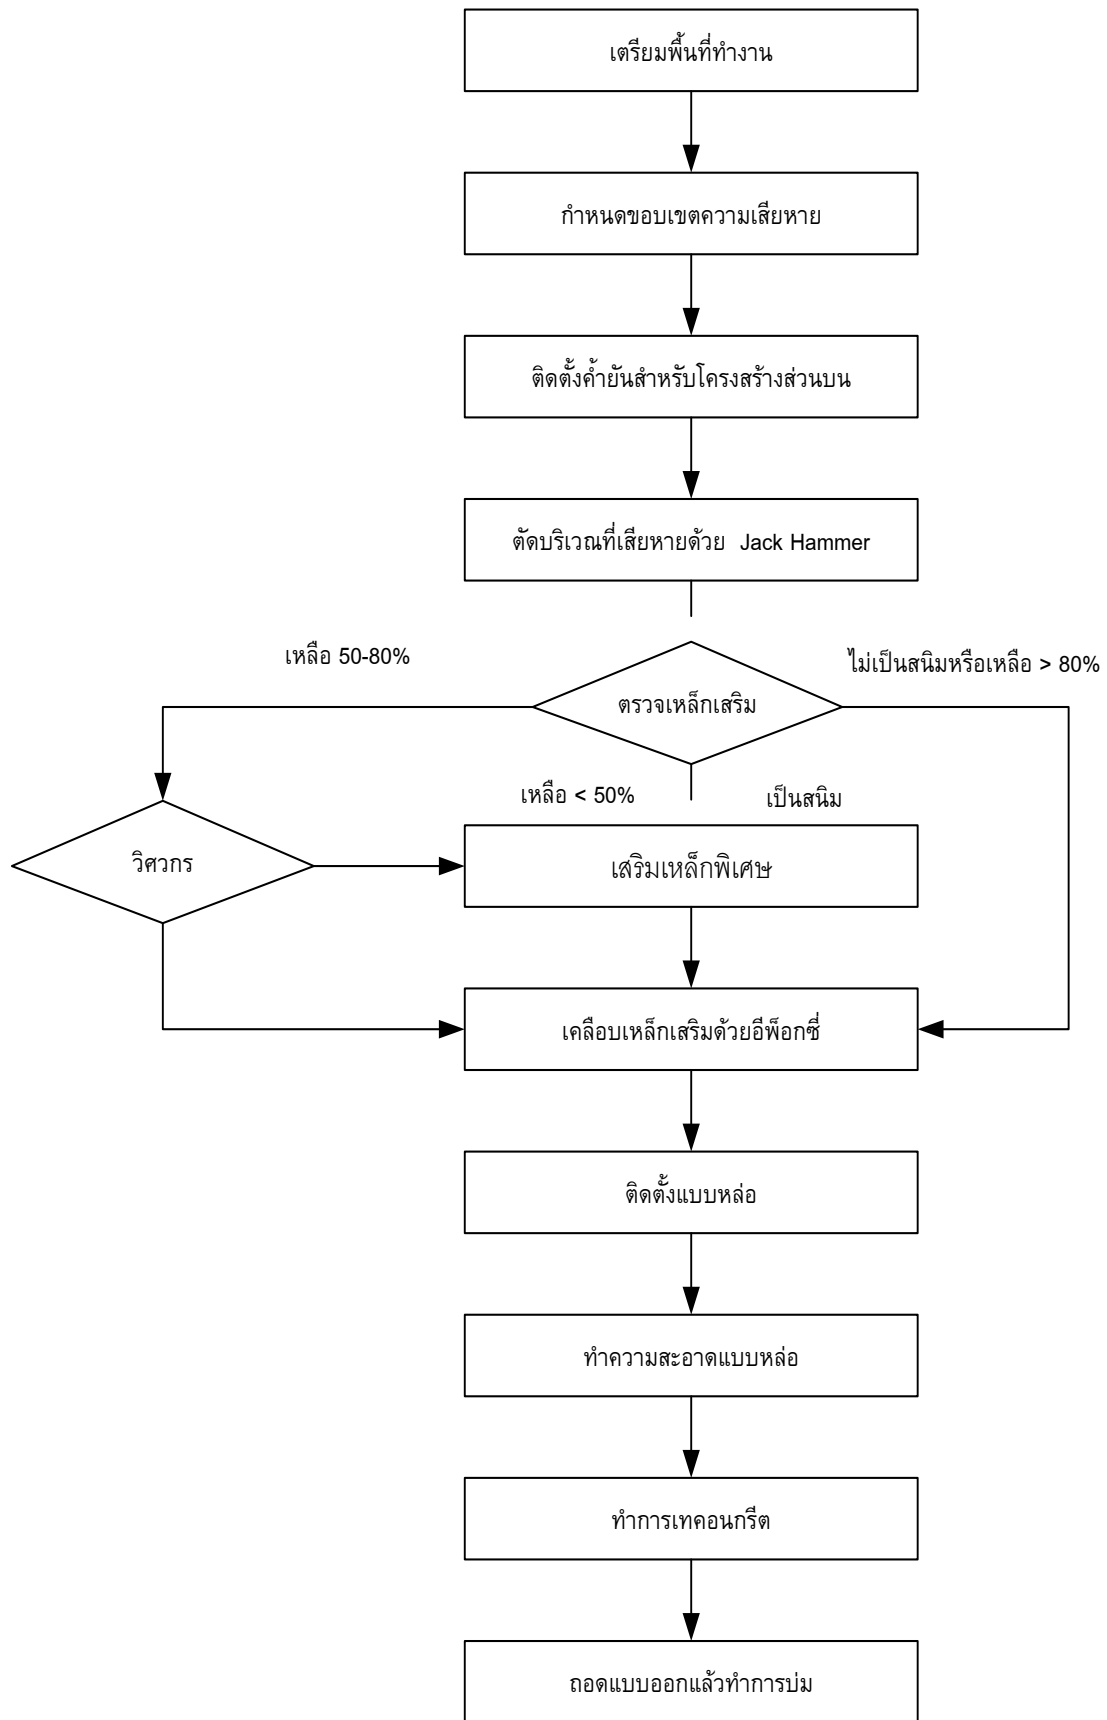 เตรียมพื้นที่ทำงาน
กำหนดขอบเขตความเสียหาย
ติดตั้งค้ำยันสำหรับโครงสร้างส่วนบน
ตัดบริเวณที่เสียหายด้วย Jack Hammer
เหลือ 50-80%
ไม่เป็นสนิมหรือเหลือ > 80%
ตรวจเหล็กเสริม
เหลือ < 50%
เป็นสนิม
วิศวกร
เสริมเหล็กพิเศษ
เคลือบเหล็กเสริมด้วยอีพ็อกซี่
ติดตั้งแบบหล่อ
ทำความสะอาดแบบหล่อ
ทำการเทคอนกรีต
ถอดแบบออกแล้วทำการบ่ม